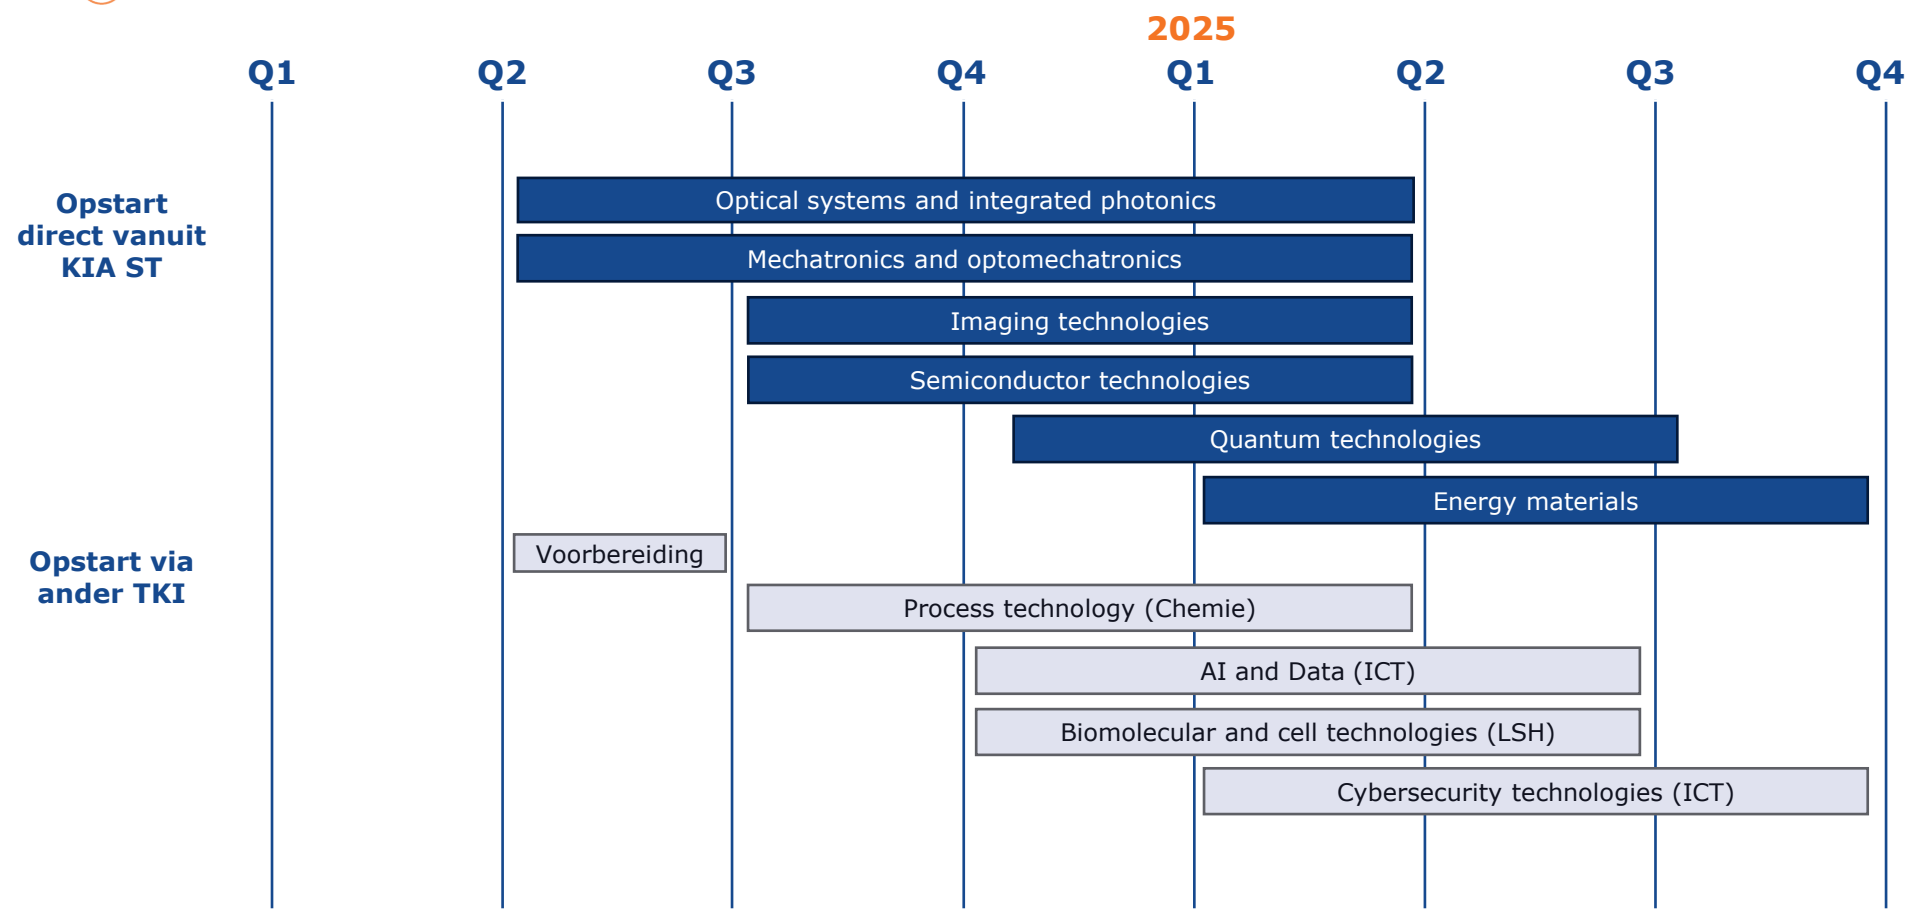 2025
Q1 Q2 Q3 Q4 Q1 Q2 Q3 Q4
Opstart
direct vanuit
KIA ST
Optical systems and integrated photonics
Mechatronics and optomechatronics
Imaging technologies
Semiconductor technologies
Quantum technologies
Energy materials
Opstart via
ander TKI
Voorbereiding
Process technology (Chemie)
AI and Data (ICT)
Biomolecular and cell technologies (LSH)
Cybersecurity technologies (ICT)